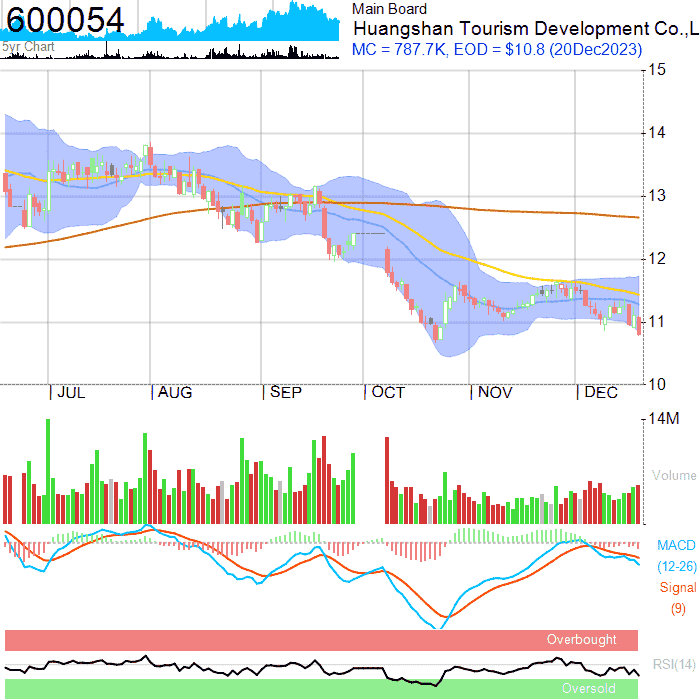 600054
5yr Chart
Main Board
Huangshan Tourism Development Co.,L
MC = 787.7K, EOD = $10.8 (20Dec2023)
15
14
13
12
11
10
JUL
AUG
SEP
OCT
NOV
DEC
14M
Volume
MACD
(12-26)
Signal
(9)
Overbought
RSI(14)
Oversold